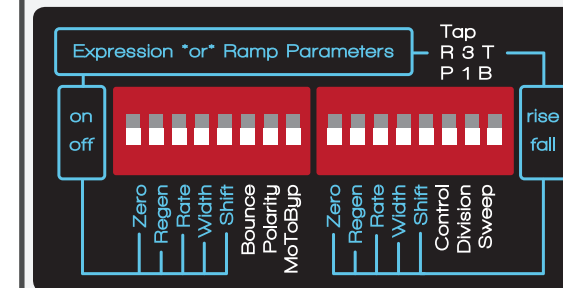 Tap
Expression "or" Ramp Parameters
R 3 T
P 1 B
on
off
rise
fall
Zero
Regen
Rate
Width
Shift
Bounce
Polarity
MoToByp
Zero
Regen
Rate
Width
Shift
Control
Division
Sweep